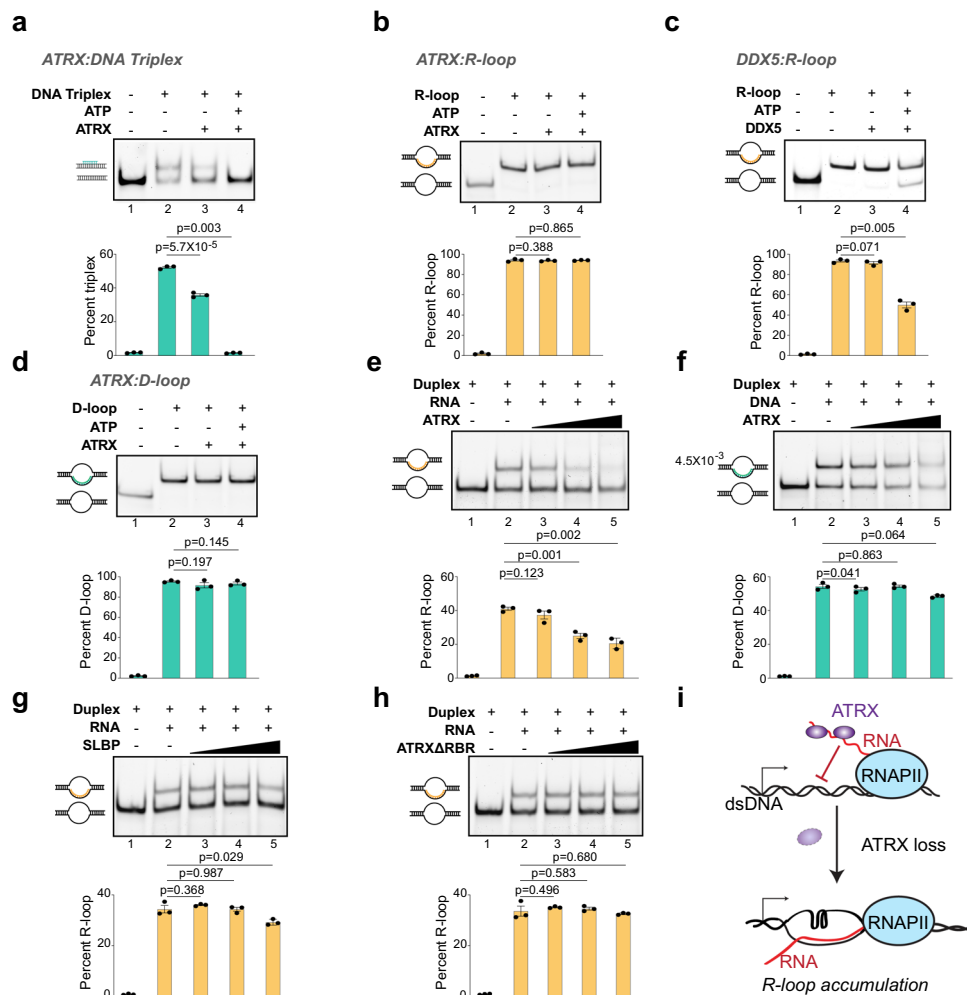 a
ATRX:DNA Triplex
DNA Triplex - + + +
ATP - - - +
ATRX - - + +
1 2 3 4
p=0.003
p=5.7X10-5
Percent triplex
60
40
20
0
b
ATRX:R-loop
R-loop - + + +
ATP - - - +
ATRX - - + +
1 2 3 4
p=0.865
p=0.388
Percent R-loop
100
80
60
40
20
0
c
DDX5:R-loop
R-loop - + + +
ATP - - - +
DDX5 - - + +
1 2 3 4
p=0.005
p=0.071
Percent R-loop
100
80
60
40
20
0
d
ATRX:D-loop
D-loop - + + +
ATP - - - +
ATRX - - + +
1 2 3 4
p=0.145
p=0.197
Percent D-loop
100
80
60
40
20
0
e
Duplex + + + + +
RNA - + + + +
ATRX - -
1 2 3 4 5
p=0.002
p=0.001
p=0.123
Percent R-loop
60
40
20
0
f
Duplex + + + + +
DNA - + + + +
ATRX - -
4.5X10-3
1 2 3 4 5
p=0.064
p=0.863
p=0.041
Percent D-loop
60
40
20
0
g
Duplex + + + + +
RNA - + + + +
SLBP - -
1 2 3 4 5
p=0.029
p=0.987
p=0.368
Percent R-loop
40
20
0
h
Duplex + + + + +
RNA - + + + +
ATRXΔRBR - -
1 2 3 4 5
p=0.680
p=0.583
p=0.496
Percent R-loop
40
20
0
i
ATRX
RNA
RNAPII
dsDNA
ATRX loss
RNAPII
RNA
R-loop accumulation